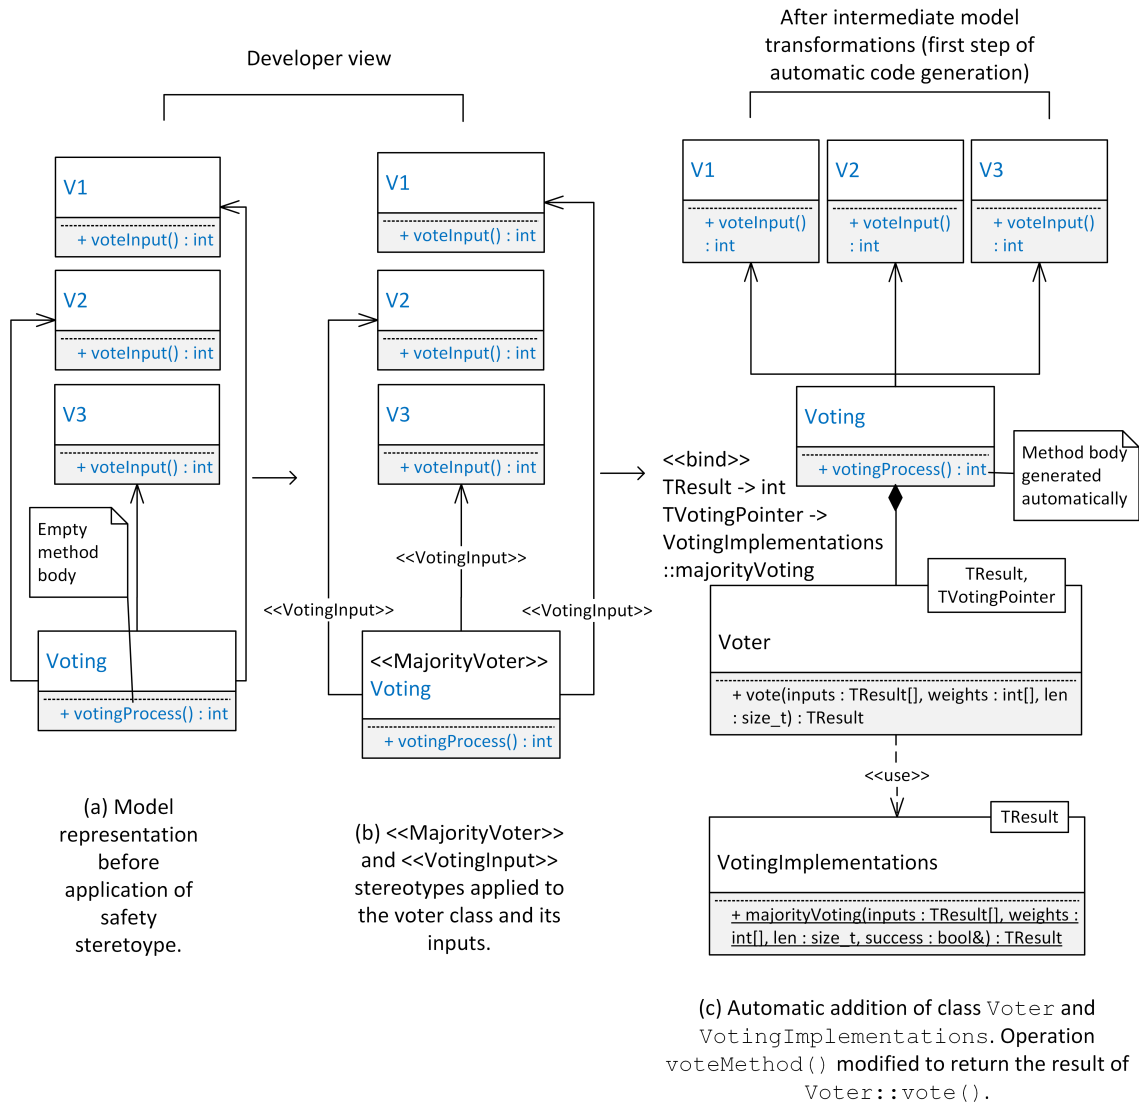 Developer view
V1
+ voteInput() : int
V2
+ voteInput() : int
V3
+ voteInput() : int
Empty
method
body
Voting
+ votingProcess() : int
(a) Model
representation
before
application of
safety
steretoype.
V1
+ voteInput() : int
V2
+ voteInput() : int
V3
+ voteInput() : int
<<VotingInput>>
<<VotingInput>>
<<VotingInput>>
<<MajorityVoter>>
Voting
+ votingProcess() : int
(b) <<MajorityVoter>>
and <<VotingInput>>
stereotypes applied to
the voter class and its
inputs.
After intermediate model
transformations (first step of
automatic code generation)
V1
+ voteInput()
: int
V2
+ voteInput()
: int
V3
+ voteInput()
: int
Voting
+ votingProcess() : int
Method body
generated
automatically
<<bind>>
TResult -> int
TVotingPointer ->
VotingImplementations
::majorityVoting
TResult,
TVotingPointer
Voter
+ vote(inputs : TResult[], weights : int[], len
: size_t) : TResult
<<use>>
TResult
VotingImplementations
+ majorityVoting(inputs : TResult[], weights :
int[], len : size_t, success : bool&) : TResult
(c) Automatic addition of class Voter and
VotingImplementations. Operation
voteMethod() modified to return the result of
Voter::vote().